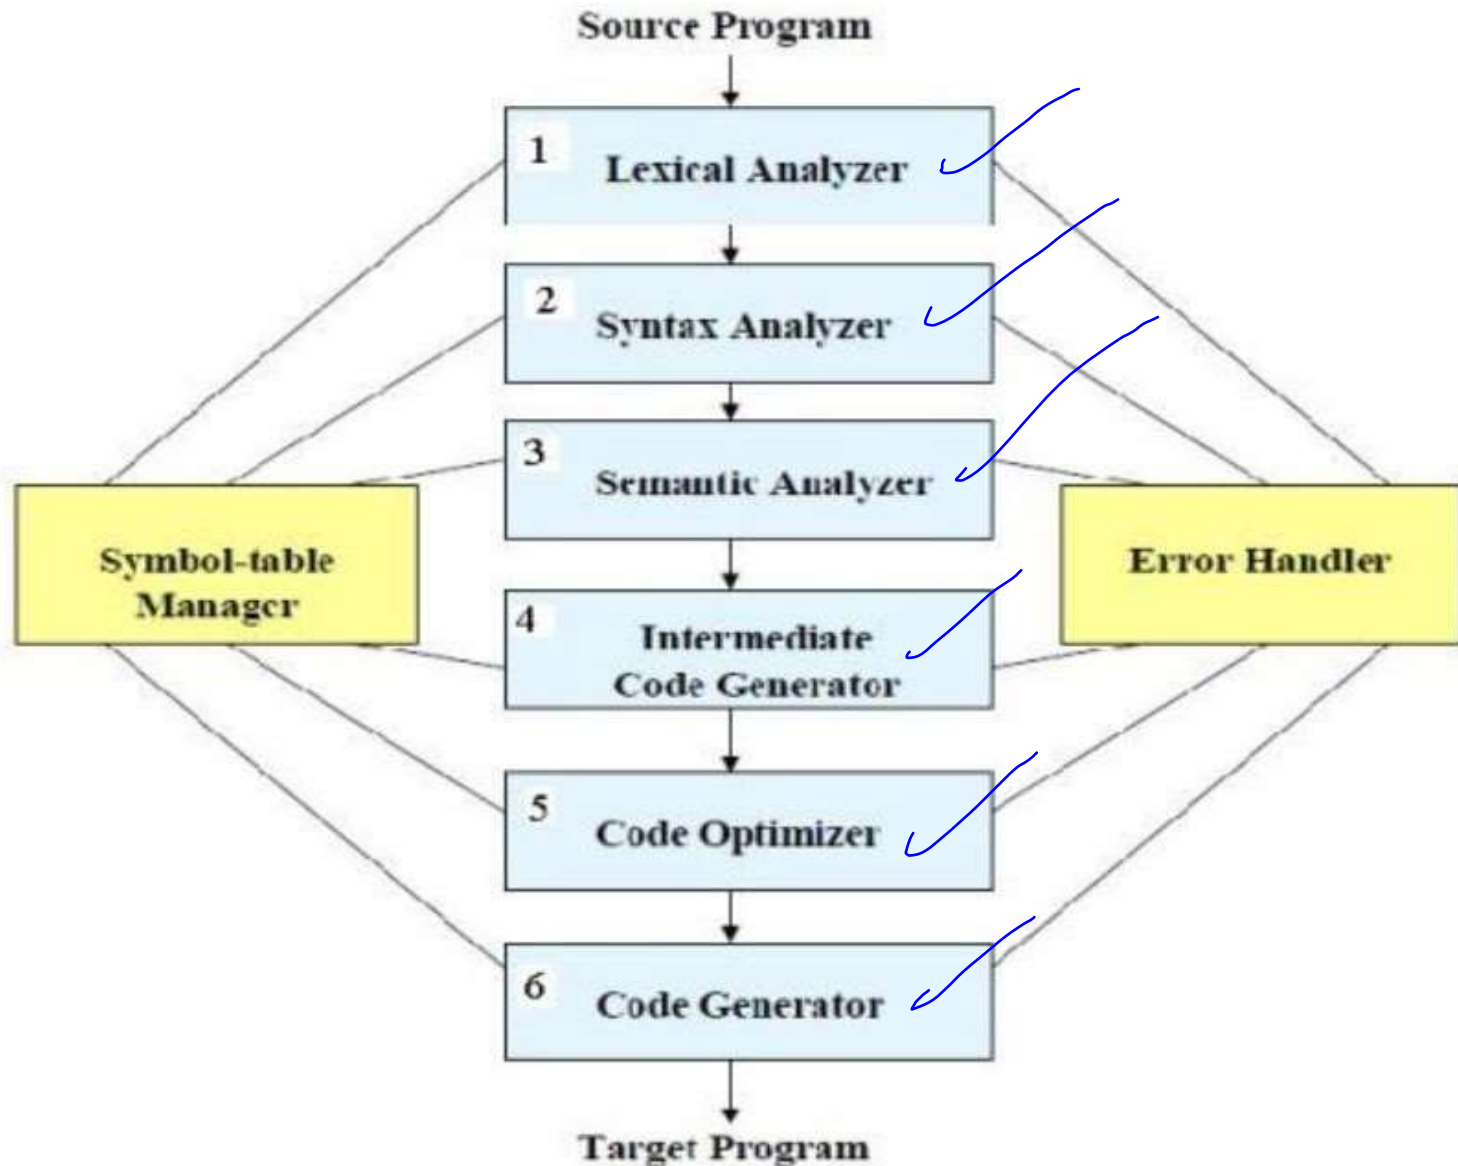 Source Program
1
Lexical Analyzer
2
Syntax Analyzer
3
Semantic Analyzer
Symbol-table
Manager
Error Handler
4
Intermediate
Code Generator
5
Code Optimizer
6
Code Generator
Target Program